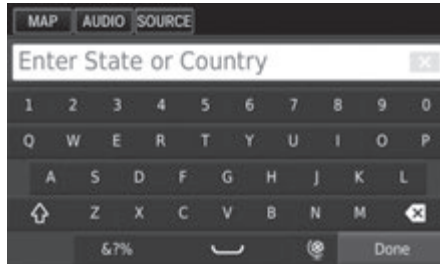 MAP AUDIO SOURCE
Enter State or Country
1 2 3 4 5 6 7 8 9 0
Q W E R T Y U I O P
A S D F G H J K L
Z X C V B N M
&?% Done